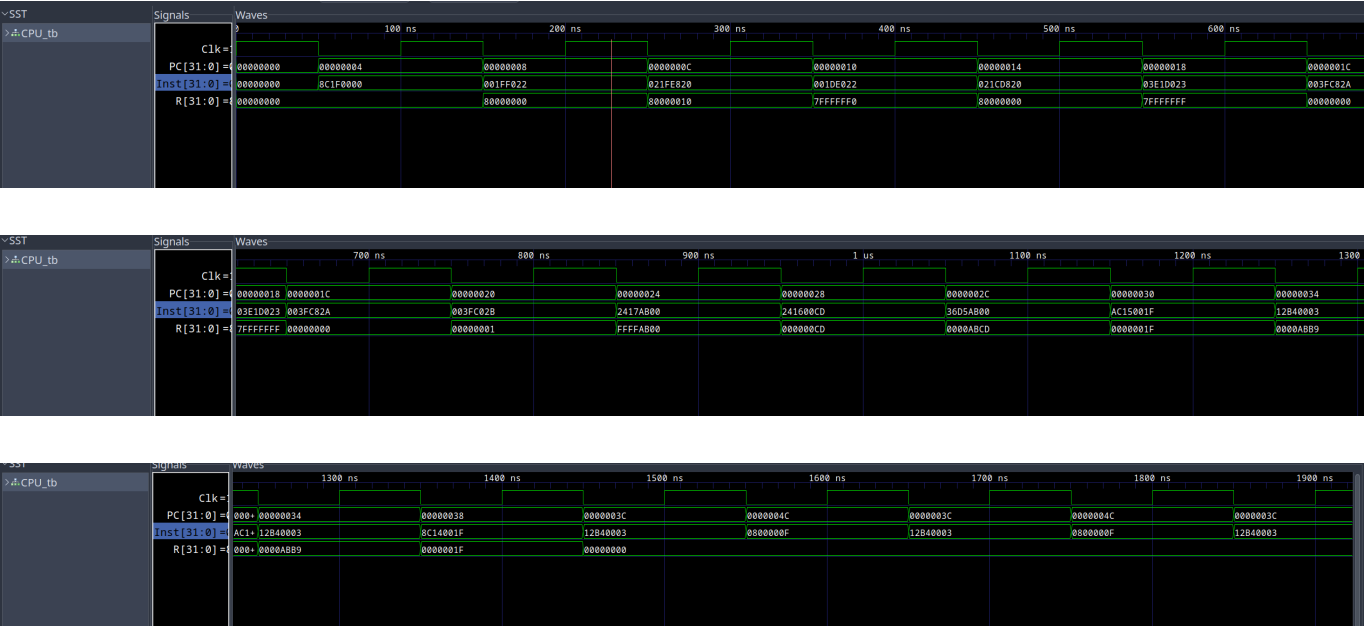 SST Signals Waves
CPU_tb 100 ns 200 ns 300 ns 400 ns 500 ns 600 ns
Clk=
PC[31:0]= 00000000 00000004 00000008 0000000C 00000010 00000014 00000018 0000001C
Inst[31:0]= 00000000 8C1F0000 001FF022 021FE820 001DE022 021CD820 03E1D023 003FC82A
R[31:0]= 00000000 80000000 80000010 7FFFFFF0 80000000 7FFFFFFF 00000000
SST Signals Waves
CPU_tb 700 ns 800 ns 900 ns 1 us 1100 ns 1200 ns 1300
Clk=
PC[31:0]= 00000018 0000001C 00000020 00000024 00000028 0000002C 00000030 00000034
Inst[31:0]= 03E1D023 003FC82A 003FC02B 2417AB00 241600CD 36D5AB00 AC15001F 12B40003
R[31:0]= 7FFFFFFF 00000000 00000001 FFFFAB00 000000CD 0000ABCD 0000001F 0000ABB9
SST Signals Waves
CPU_tb 1300 ns 1400 ns 1500 ns 1600 ns 1700 ns 1800 ns 1900 ns
Clk=
PC[31:0]= 000+ 00000034 00000038 0000003C 0000004C 0000003C 0000004C 0000003C
Inst[31:0]= AC1+ 12B40003 8C14001F 12B40003 0800000F 12B40003 0800000F 12B40003
R[31:0]= 000+ 0000ABB9 0000001F 00000000